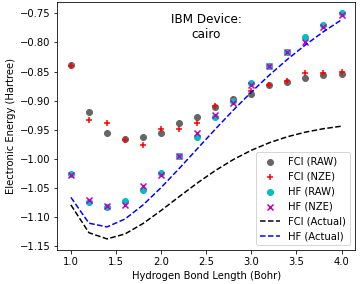 IBM Device:
cairo
Electronic Energy (Hartree)
−0.75
−0.80
−0.85
−0.90
−0.95
−1.00
−1.05
−1.10
−1.15
FCI (RAW)
FCI (NZE)
HF (RAW)
HF (NZE)
FCI (Actual)
HF (Actual)
1.0 1.5 2.0 2.5 3.0 3.5 4.0
Hydrogen Bond Length (Bohr)